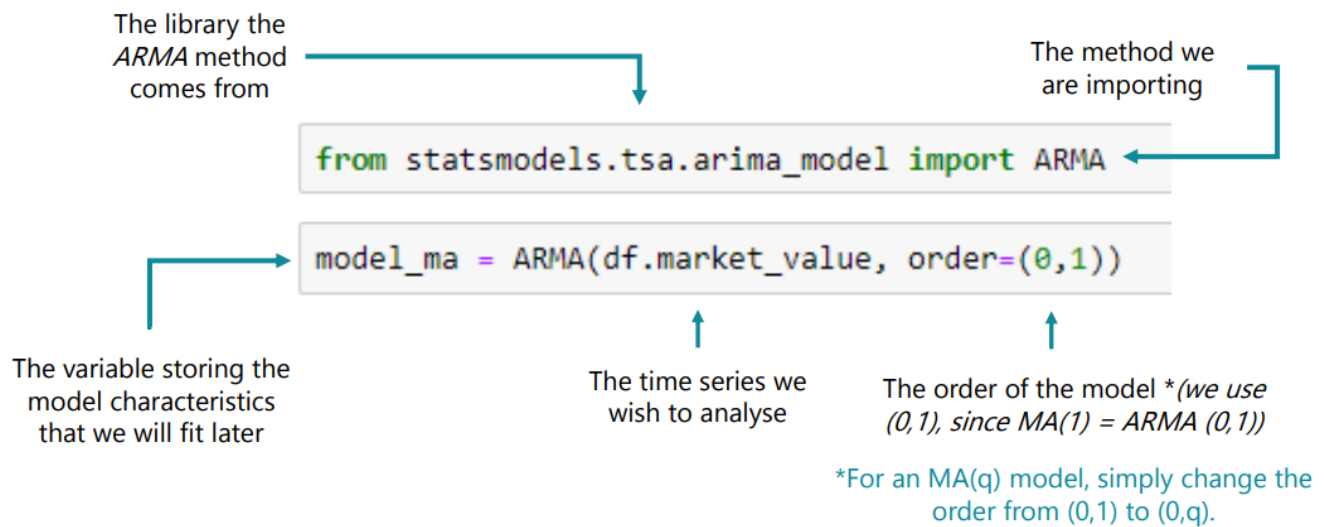 The library the
ARMA method
comes from
The method we
are importing
from statsmodels.tsa.arima_model import ARMA
model_ma = ARMA(df.market_value, order=(0,1))
The variable storing the
model characteristics
that we will fit later
The time series we
wish to analyse
The order of the model *(we use
(0,1), since MA(1) = ARMA (0,1))
*For an MA(q) model, simply change the
order from (0,1) to (0,q).